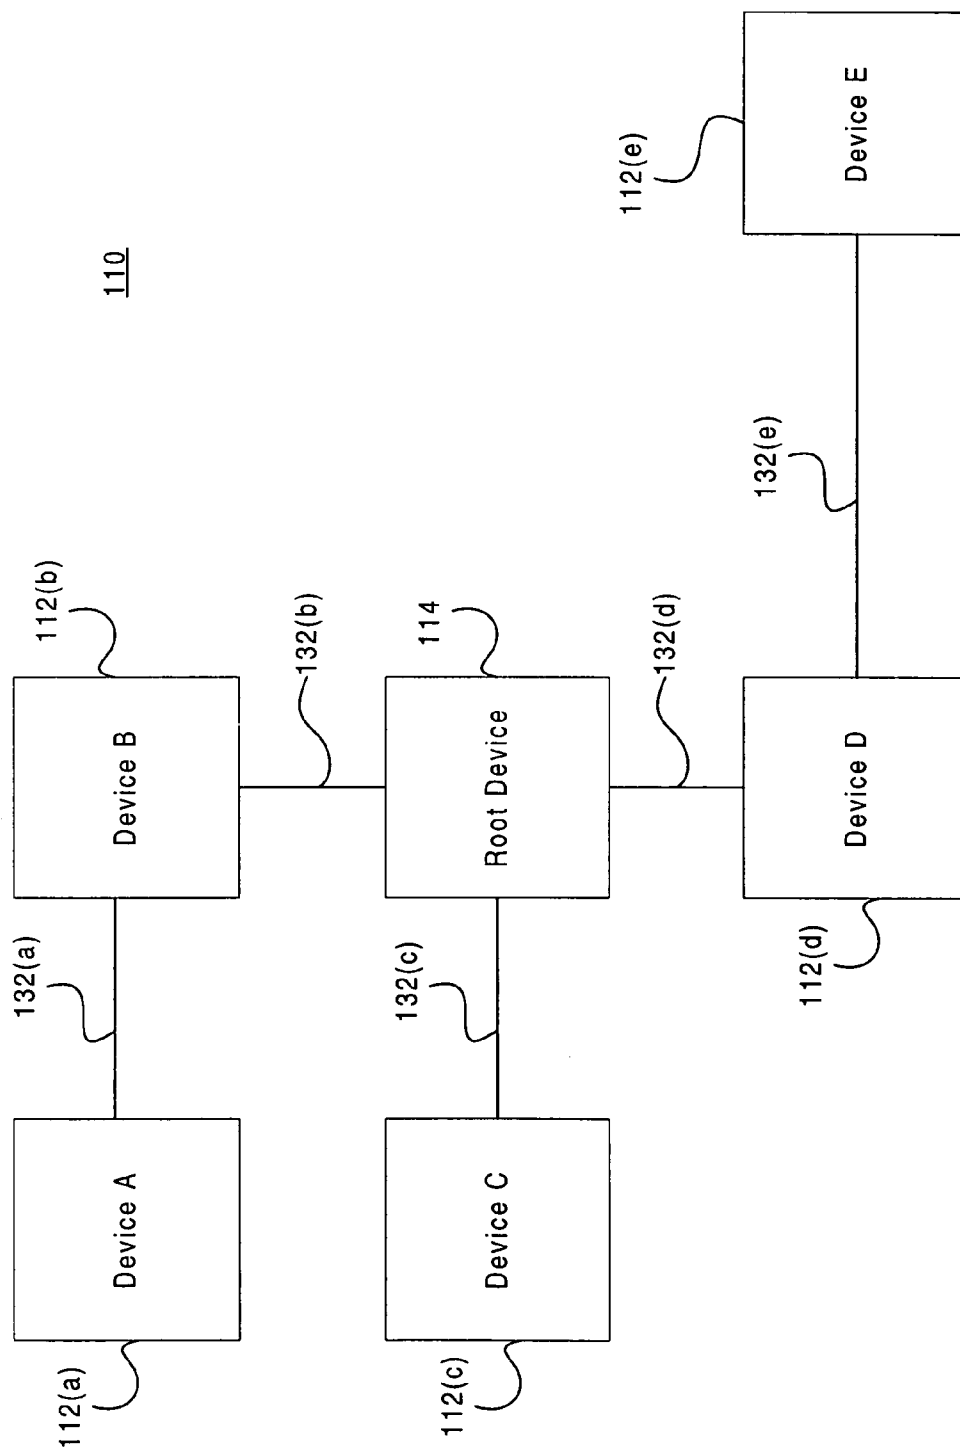 110
112(a)
Device A
132(a)
Device B
112(b)
132(b)
112(c)
Device C
132(c)
Root Device
114
132(d)
112(d)
Device D
132(e)
112(e)
Device E